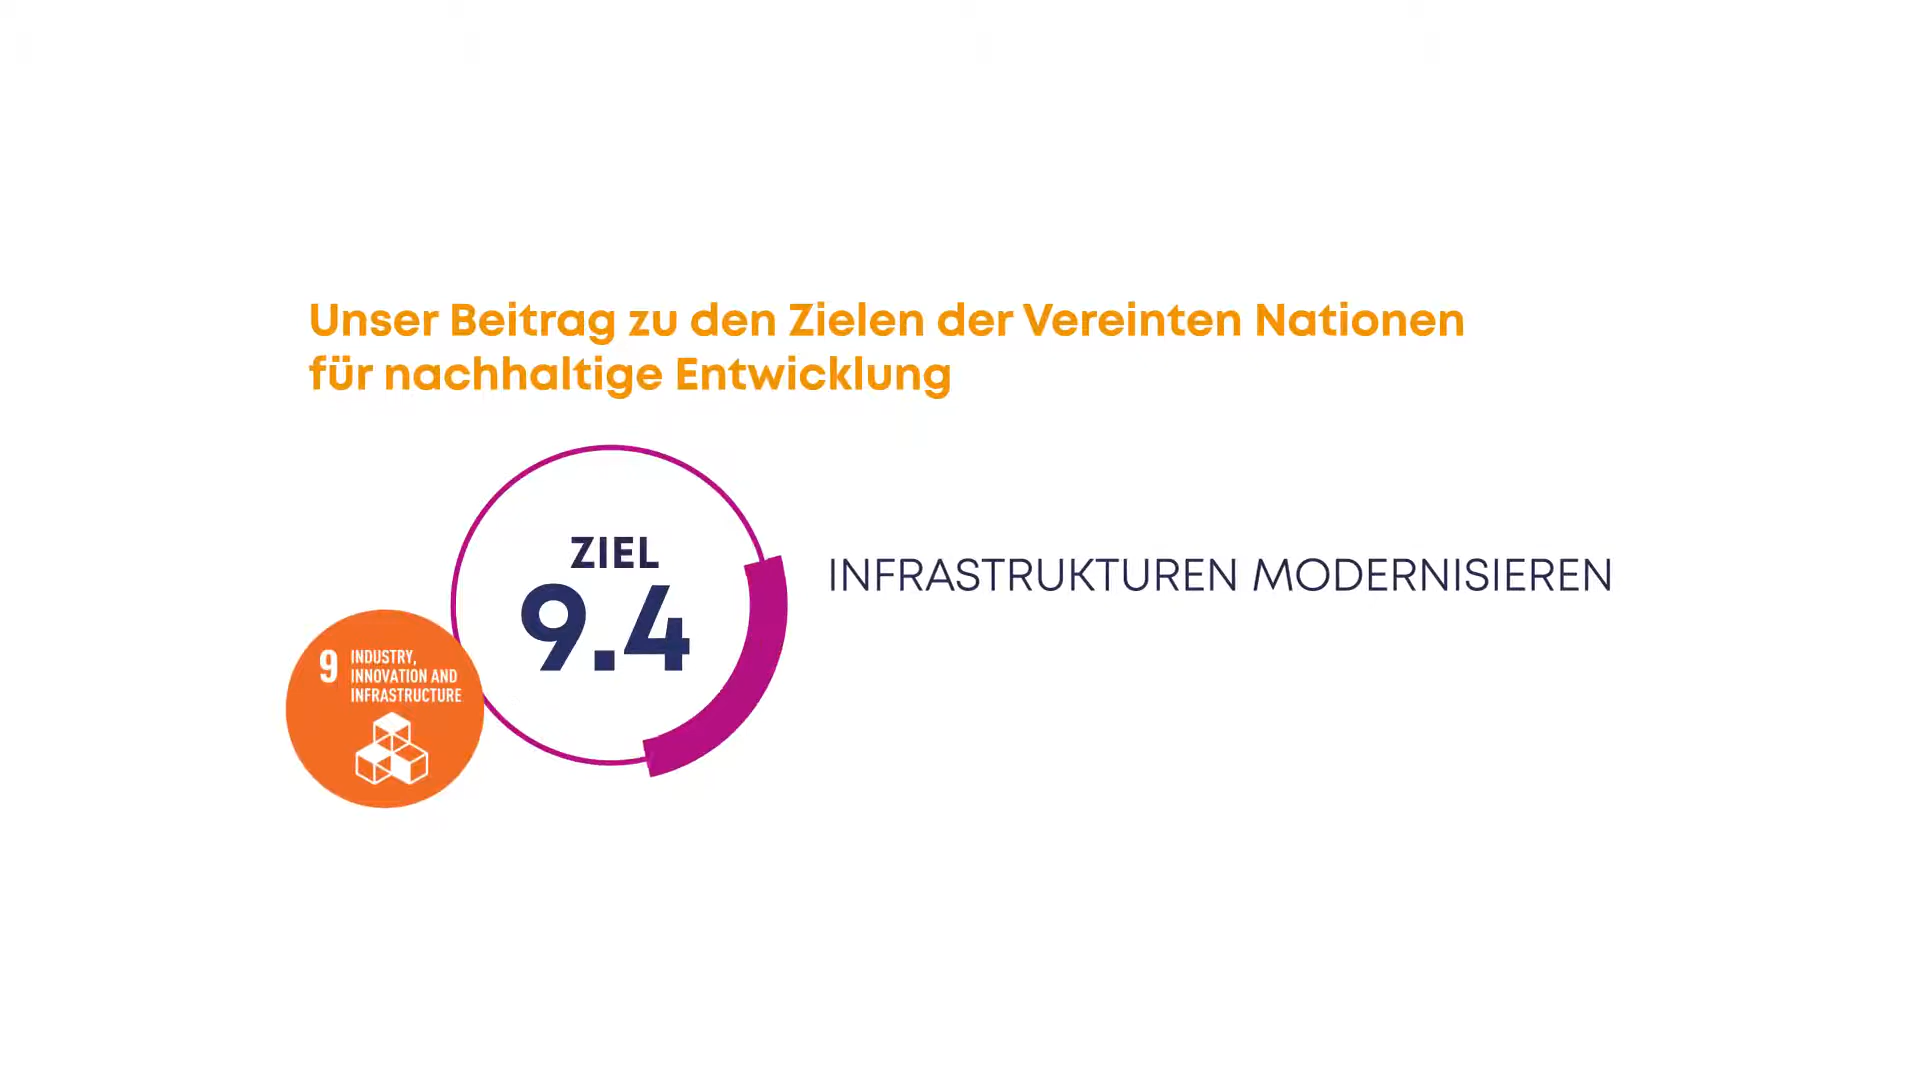 Unser Beitrag zu den Zielen der Vereinten Nationen
für nachhaltige Entwicklung
ZIEL
9.4
INFRASTRUKTUREN MODERNISIEREN
9 INDUSTRY,
INNOVATION AND
INFRASTRUCTURE